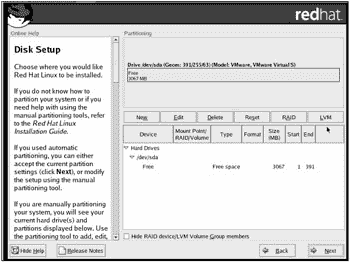 redhat.
Online Help
Disk Setup
Choose where you would like
Red Hat Linux to be installed.
If you do not know how to
partition your system or if you
need help with using the
manual partitioning tools, refer
to the Red Hat Linux
Installation Guide.
If you used automatic
partitioning, you can either
accept the current partition
settings (click Next), or modify
the setup using the manual
partitioning tool.
If you are manually partitioning
your system, you will see your
current hard drive(s) and
partitions displayed below. Use
the partitioning tool to add, edit,
Partitioning
Drive /dev/sda (Geom: 391/255/63) (Model: VMware, VMware Virtual S)
Free
3067 MB
New Edit Delete Reset RAID LVM
Device Mount Point/ RAID/Volume Type Format Size (MB) Start End
Hard Drives
/dev/sda
Free Free space 3067 1 391
Hide RAID device/LVM Volume Group members
Hide Help Release Notes Back Next